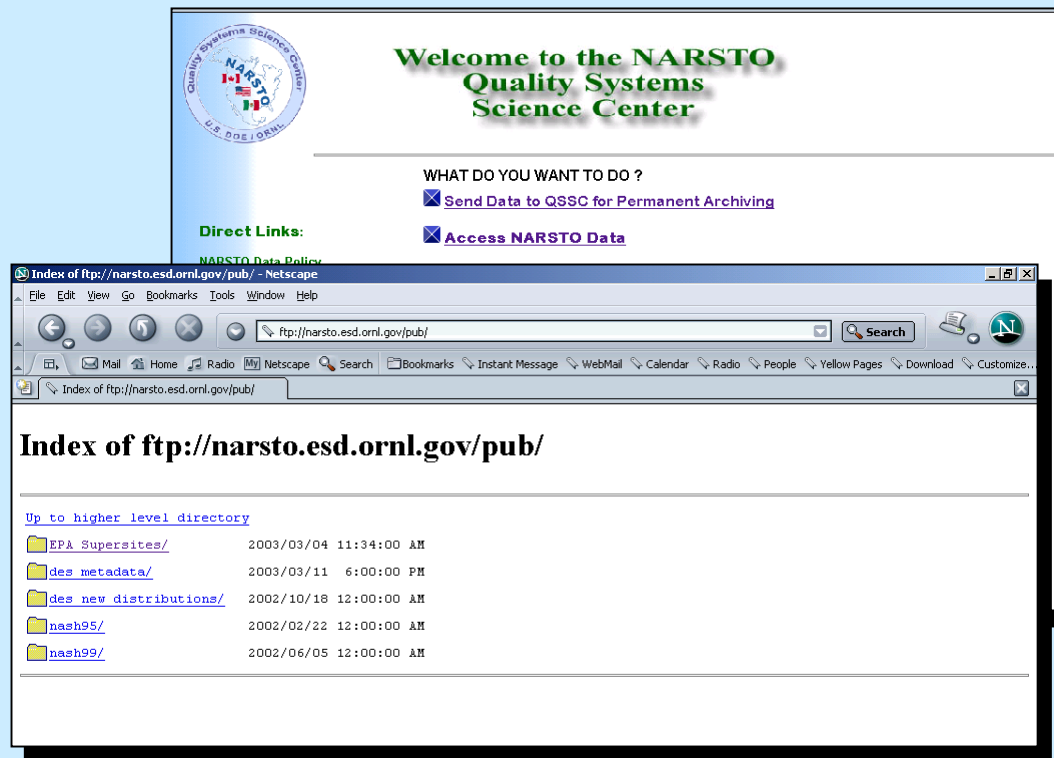 Quality Systems Science Center
NARSTO
U.S. DOE / ORNL
Welcome to the NARSTO
Quality Systems
Science Center
WHAT DO YOU WANT TO DO ?
Send Data to QSSC for Permanent Archiving
Access NARSTO Data
Direct Links:
NARSTO Data Policy
Index of ftp://narsto.esd.ornl.gov/pub/ - Netscape
File Edit View Go Bookmarks Tools Window Help
ftp://narsto.esd.ornl.gov/pub/ Search N
Mail Home Radio My Netscape Search Bookmarks Instant Message WebMail Calendar Radio People Yellow Pages Download Customize...
Index of ftp://narsto.esd.ornl.gov/pub/
Index of ftp://narsto.esd.ornl.gov/pub/
Up to higher level directory
EPA Supersites/ 2003/03/04 11:34:00 AM
des metadata/ 2003/03/11 6:00:00 PM
des new distributions/ 2002/10/18 12:00:00 AM
nash95/ 2002/02/22 12:00:00 AM
nash99/ 2002/06/05 12:00:00 AM